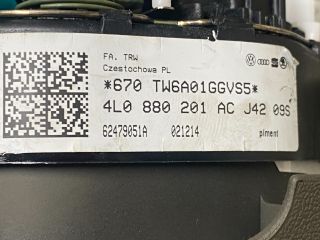 FA. TRW
Czestochowa PL
*670 TW6A01GGVS5*
4L0 880 201 AC J42 09S
62479051A 021214 piment